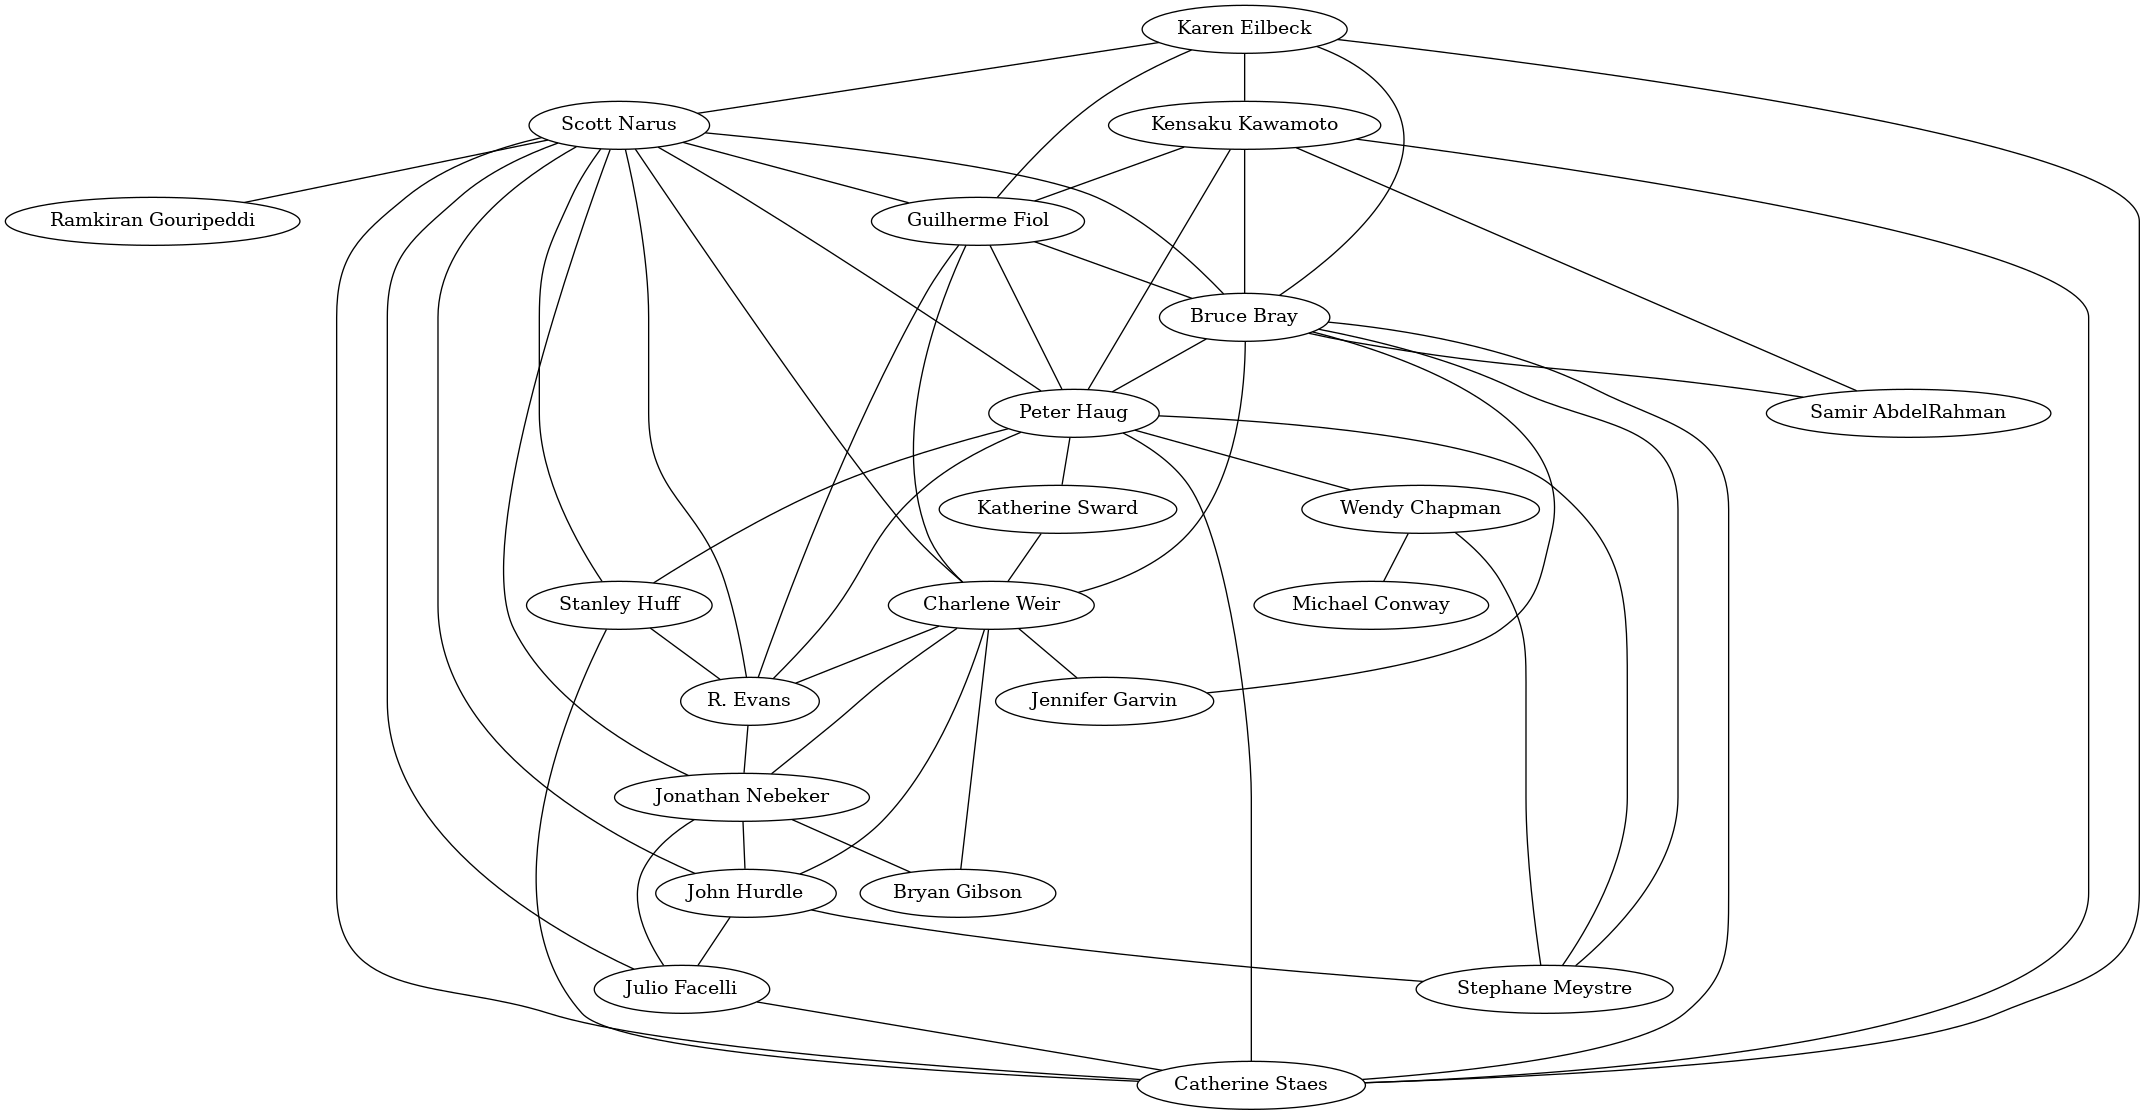 Karen Eilbeck
Scott Narus
Kensaku Kawamoto
Ramkiran Gouripeddi
Guilherme Fiol
Bruce Bray
Peter Haug
Samir AbdelRahman
Katherine Sward
Wendy Chapman
Stanley Huff
Charlene Weir
Michael Conway
R. Evans
Jennifer Garvin
Jonathan Nebeker
John Hurdle
Bryan Gibson
Julio Facelli
Stephane Meystre
Catherine Staes